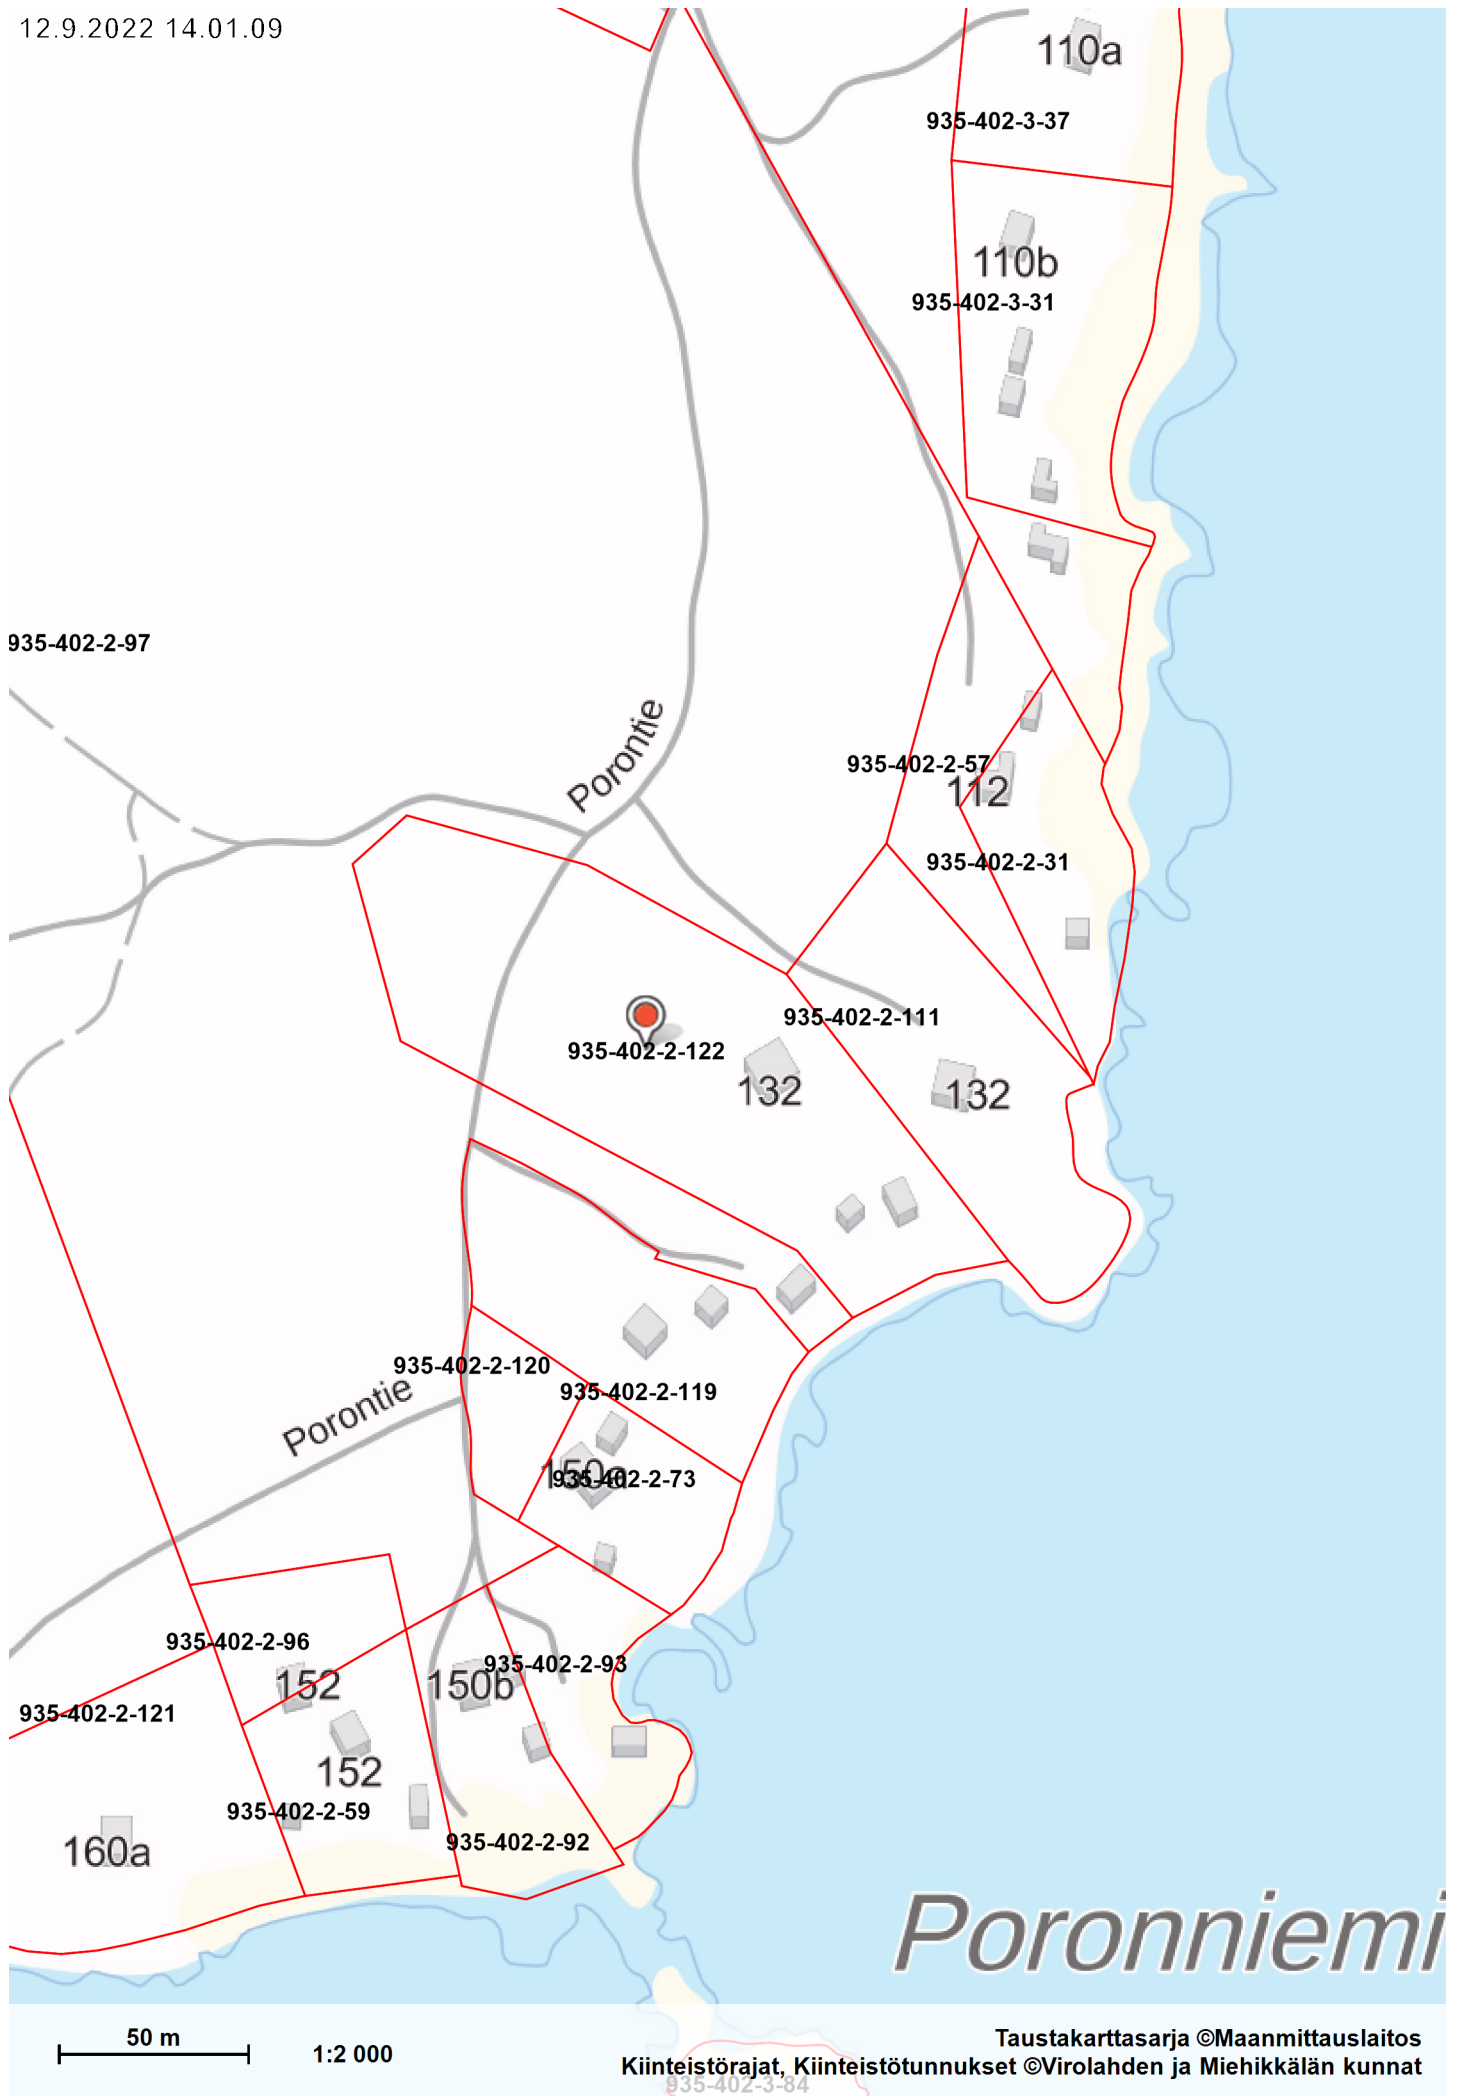 12.9.2022 14.01.09
110a
935-402-3-37
110b
935-402-3-31
935-402-2-97
Porontie
935-402-2-57
112
935-402-2-31
935-402-2-111
935-402-2-122
132
132
935-402-2-120
935-402-2-119
Porontie
150a
935-402-2-73
935-402-2-96
935-402-2-93
152
150b
935-402-2-121
152
935-402-2-59
935-402-2-92
160a
Poronniemi
50 m
1:2 000
Taustakarttasarja ©Maanmittauslaitos
Kiinteistörajat, Kiinteistötunnukset ©Virolahden ja Miehikkälän kunnat
935-402-3-84